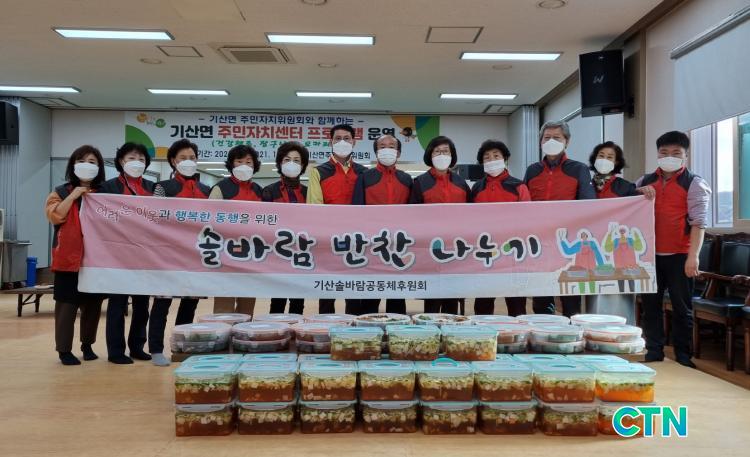 - 기산면 주민자치위원회와 함께하는 -
기산면 주민자치센터 프로그램 운영
어려운 이웃과 행복한 동행을 위한
솔바람 반찬 나누기
기산솔바람공동체후원회
CTN